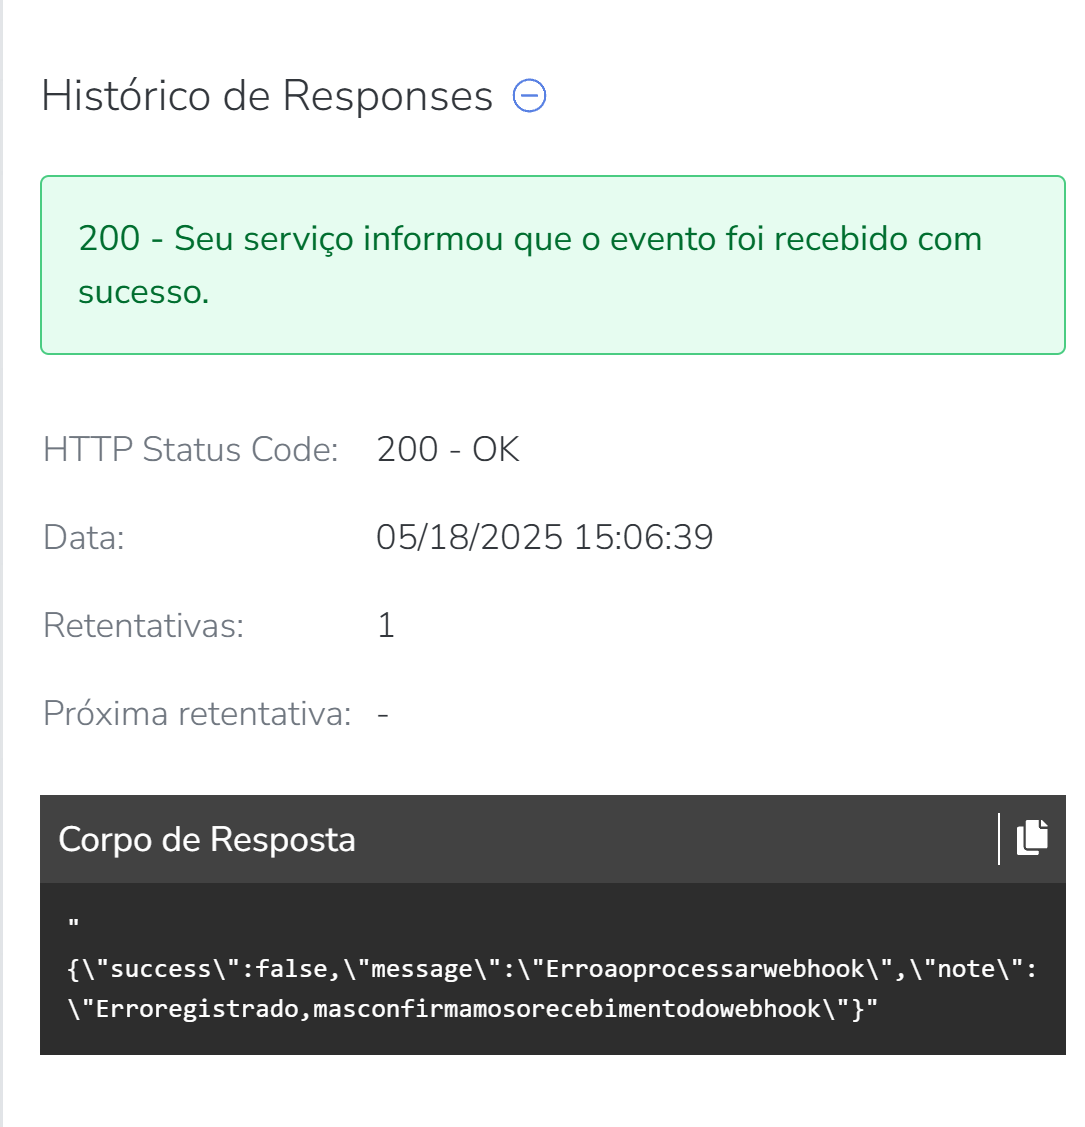 Histórico de Responses
200 - Seu serviço informou que o evento foi recebido com
sucesso.
HTTP Status Code: 200 - OK
Data: 05/18/2025 15:06:39
Retentativas: 1
Próxima retentativa: -
Corpo de Resposta
"
{\"success\":false,\"message\":\"Erroaoprocessarwebhook\",\"note\":
\"Erroregistrado,masconfirmamosorecebimentodowebhook\"}"